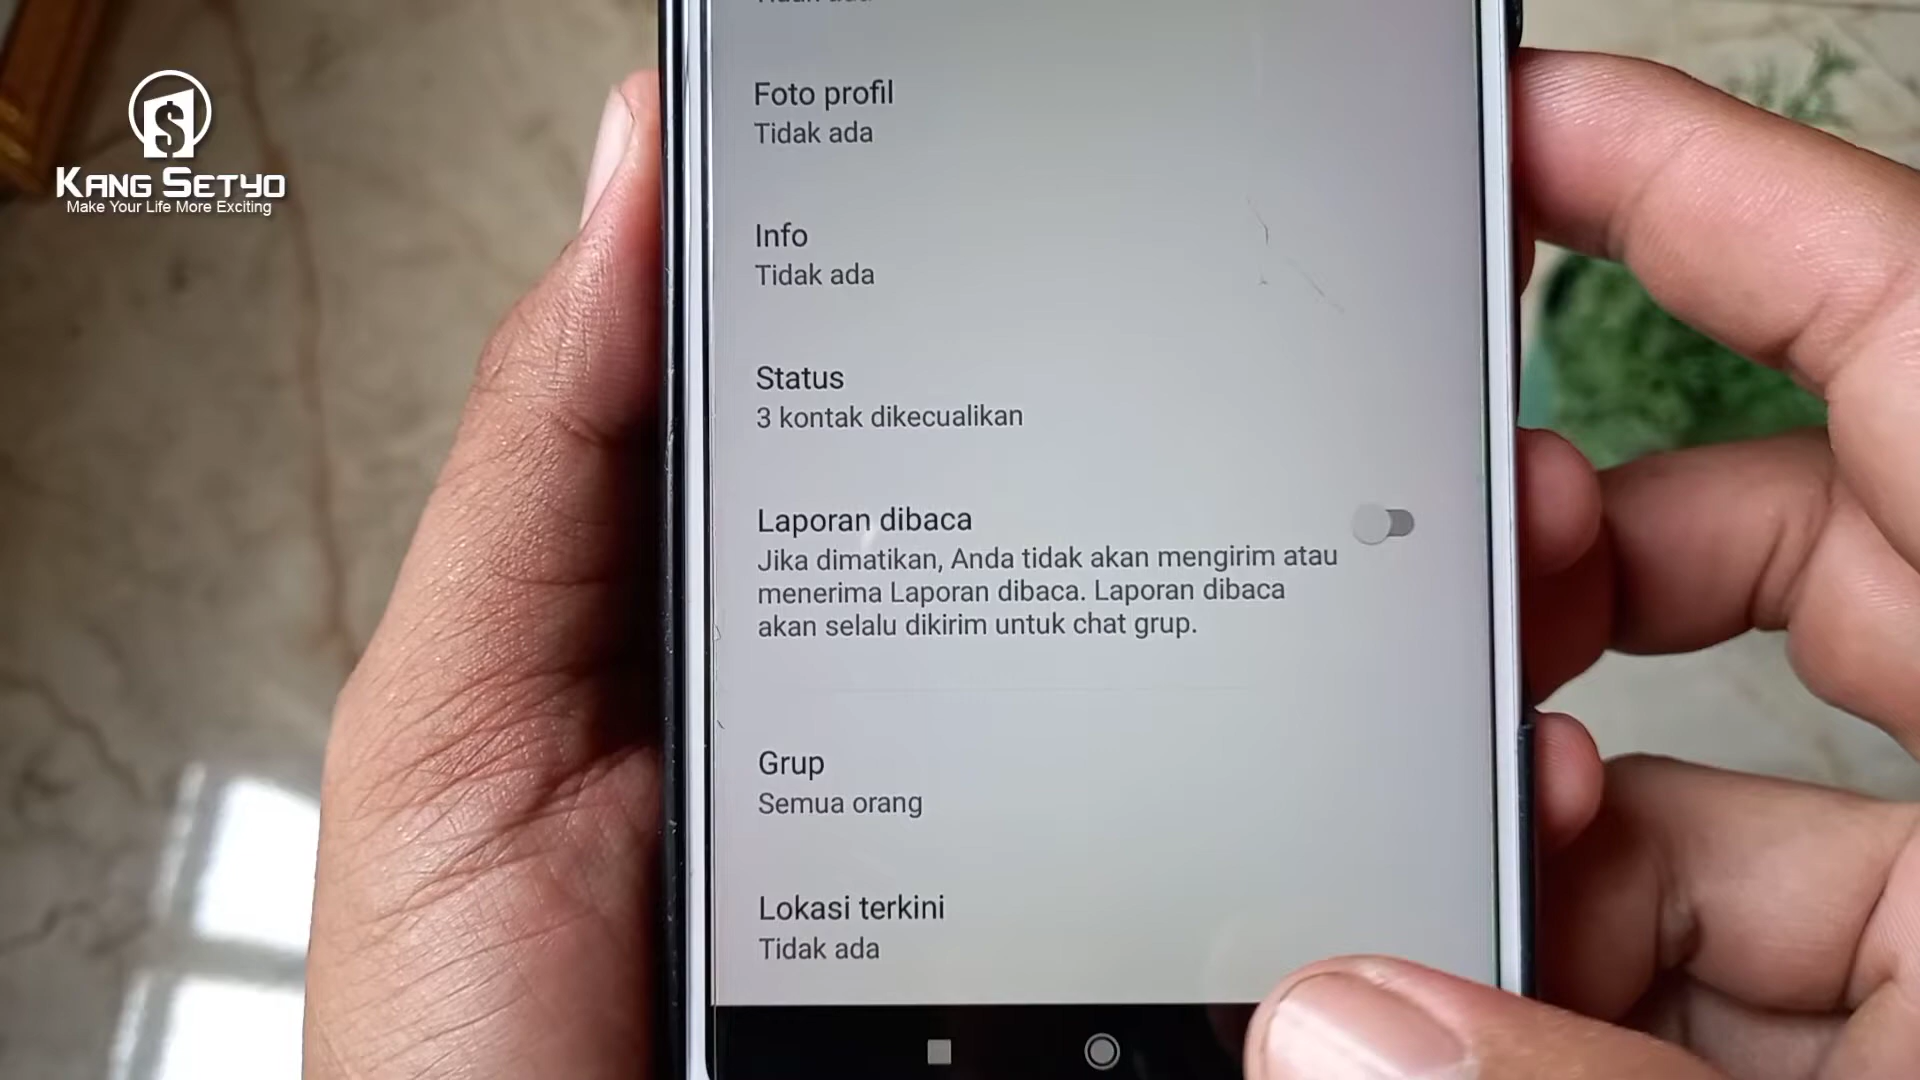 KANG SETYO
Make Your Life More Exciting
Foto profil
Tidak ada
Info
Tidak ada
Status
3 kontak dikecualikan
Laporan dibaca
Jika dimatikan, Anda tidak akan mengirim atau
menerima Laporan dibaca. Laporan dibaca
akan selalu dikirim untuk chat grup.
Grup
Semua orang
Lokasi terkini
Tidak ada